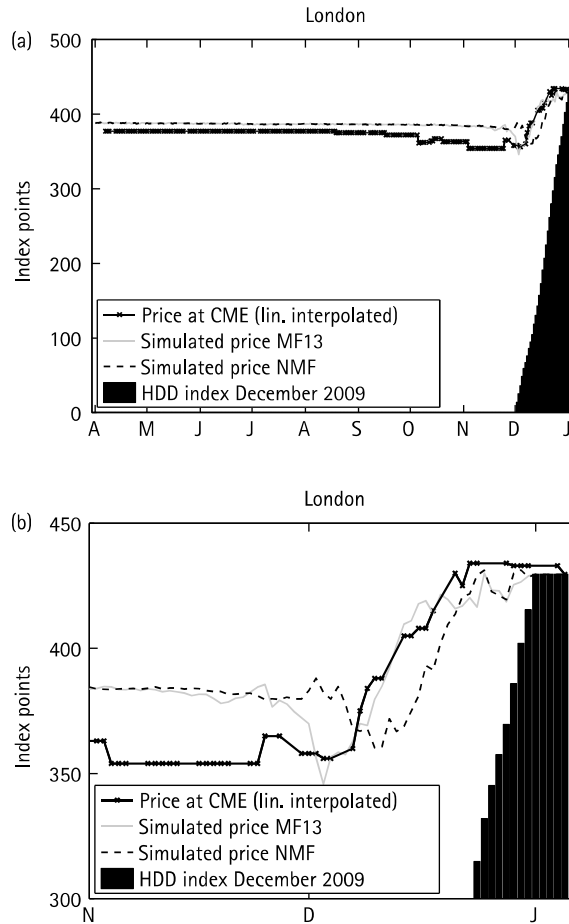 London
(a)
500
400
300
200
100
0
Index points
Price at CME (lin. interpolated)
Simulated price MF13
Simulated price NMF
HDD index December 2009
A M J J A S O N D J
London
(b)
450
400
350
300
Index points
Price at CME (lin. interpolated)
Simulated price MF13
Simulated price NMF
HDD index December 2009
N D J